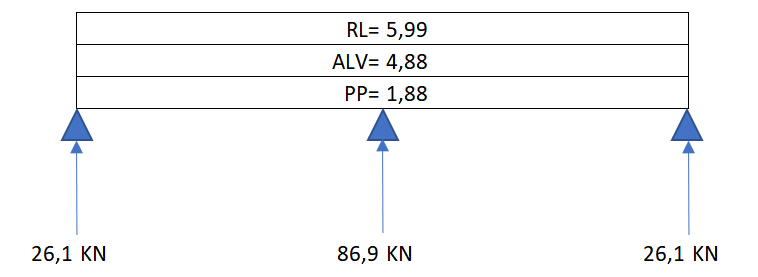 RL= 5,99
ALV= 4,88
PP= 1,88
26,1 KN
86,9 KN
26,1 KN